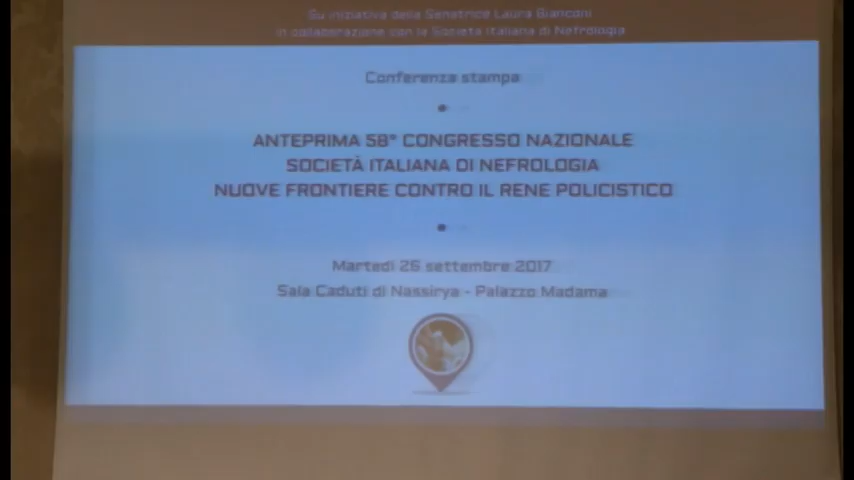 Su iniziativa della Senatrice Laura Bianconi
in collaborazione con la Società Italiana di Nefrologia
Conferenza stampa
ANTEPRIMA 58° CONGRESSO NAZIONALE
SOCIETÀ ITALIANA DI NEFROLOGIA
NUOVE FRONTIERE CONTRO IL RENE POLICISTICO
Martedì 26 settembre 2017
Sala Caduti di Nassirya - Palazzo Madama